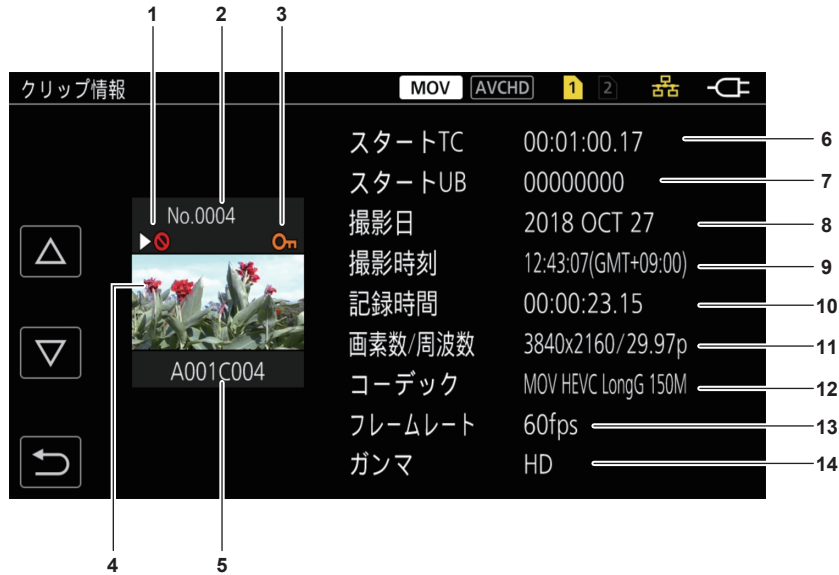 1 2 3
クリップ情報 MOV AVCHD 1 2
No.0004
A001C004
スタートTC 00:01:00.17 6
スタートUB 00000000 7
撮影日 2018 OCT 27 8
撮影時刻 12:43:07(GMT+09:00) 9
記録時間 00:00:23.15 10
画素数/周波数 3840x2160/29.97p 11
コーデック MOV HEVC LongG 150M 12
フレームレート 60fps 13
ガンマ HD 14
4 5